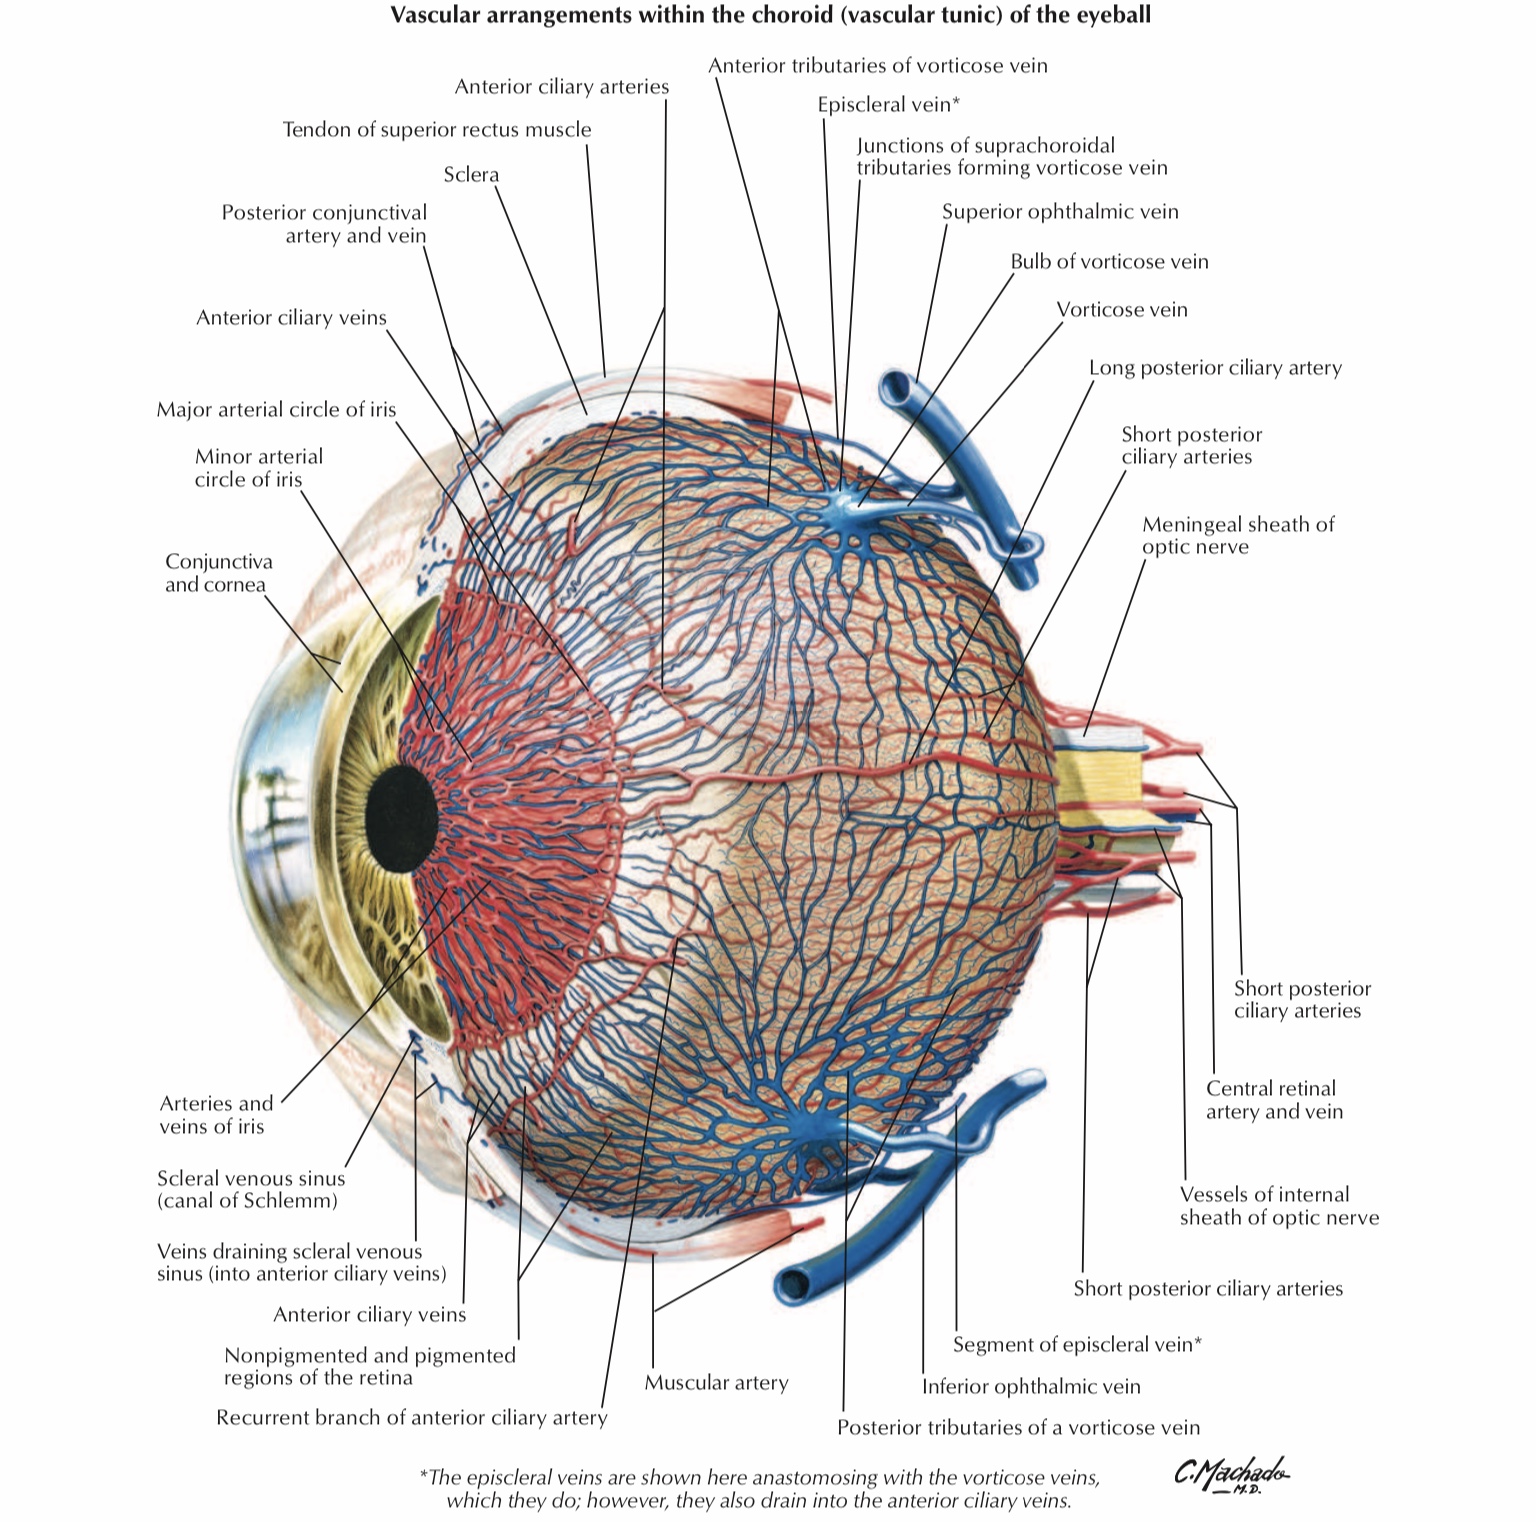 Vascular arrangements within the choroid (vascular tunic) of the eyeball
Anterior tributaries of vorticose vein
Anterior ciliary arteries
Episcleral vein*
Tendon of superior rectus muscle
Junctions of suprachoroidal
tributaries forming vorticose vein
Sclera
Posterior conjunctival
artery and vein
Superior ophthalmic vein
Bulb of vorticose vein
Anterior ciliary veins
Vorticose vein
Long posterior ciliary artery
Major arterial circle of iris
Short posterior
ciliary arteries
Minor arterial
circle of iris
Meningeal sheath of
optic nerve
Conjunctiva
and cornea
Short posterior
ciliary arteries
Central retinal
artery and vein
Arteries and
veins of iris
Scleral venous sinus
(canal of Schlemm)
Vessels of internal
sheath of optic nerve
Veins draining scleral venous
sinus (into anterior ciliary veins)
Short posterior ciliary arteries
Anterior ciliary veins
Segment of episcleral vein*
Nonpigmented and pigmented
regions of the retina
Muscular artery
Inferior ophthalmic vein
Recurrent branch of anterior ciliary artery
Posterior tributaries of a vorticose vein
*The episcleral veins are shown here anastomosing with the vorticose veins,
which they do; however, they also drain into the anterior ciliary veins.
C.Machado
M.D.